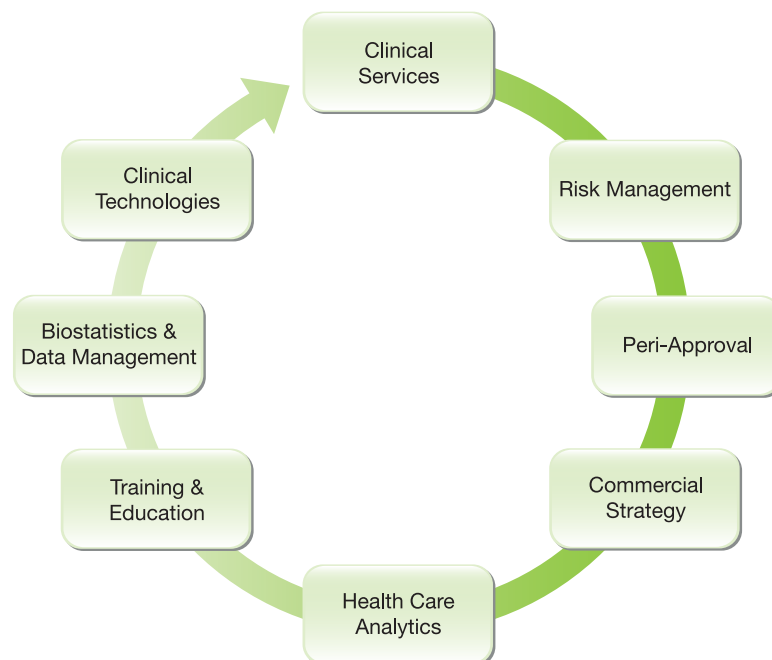 Clinical
Services
Risk Management
Peri-Approval
Commercial
Strategy
Health Care
Analytics
Training &
Education
Biostatistics &
Data Management
Clinical
Technologies